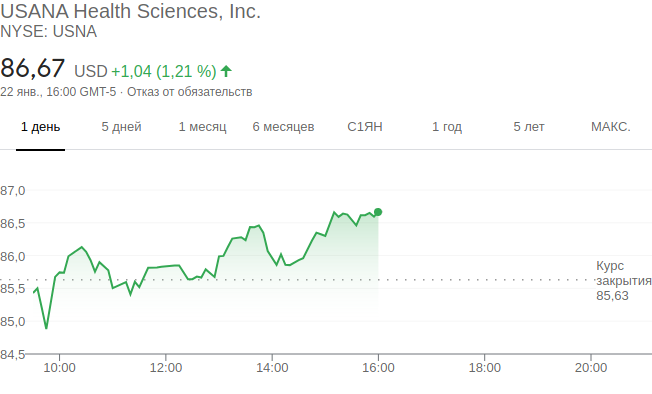 USANA Health Sciences, Inc.
NYSE: USNA
86,67 USD +1,04 (1,21 %)
22 янв., 16:00 GMT-5 · Отказ от обязательств
1 день 5 дней 1 месяц 6 месяцев С1ЯН 1 год 5 лет МАКС.
87,0
86,5
86,0
85,5
85,0
84,5
Курс
закрытия
85,63
10:00 12:00 14:00 16:00 18:00 20:00